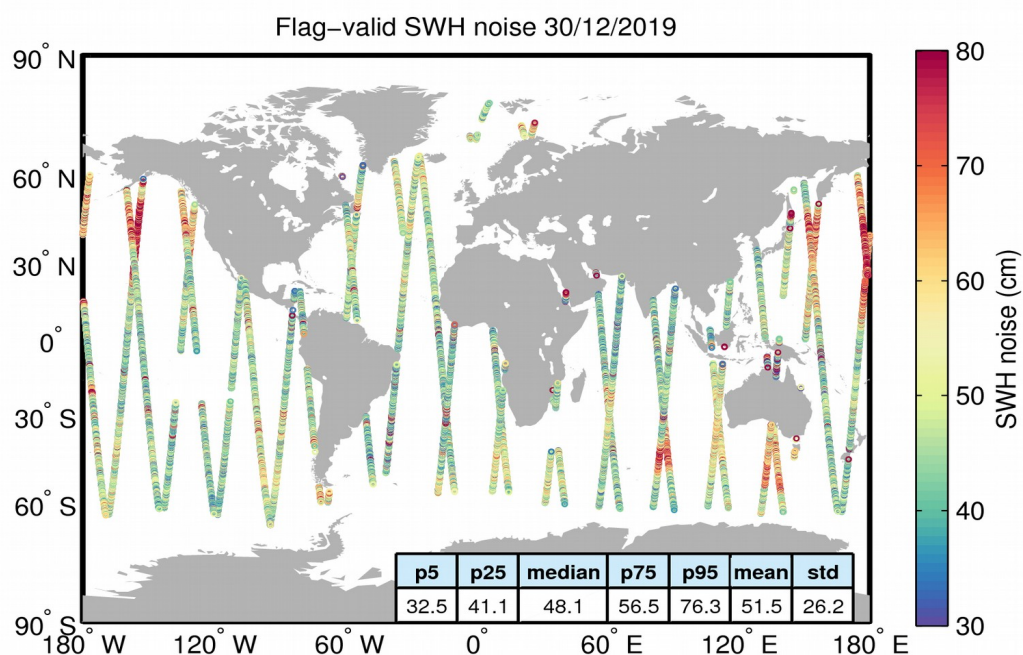 Flag−valid SWH noise 30/12/2019
90° N
60° N
30° N
0°
30° S
60° S
90° S
180° W
120° W
60° W
0°
60° E
120° E
180° E
80
70
60
50
40
30
SWH noise (cm)
p5 p25 median p75 p95 mean std
32.5 41.1 48.1 56.5 76.3 51.5 26.2